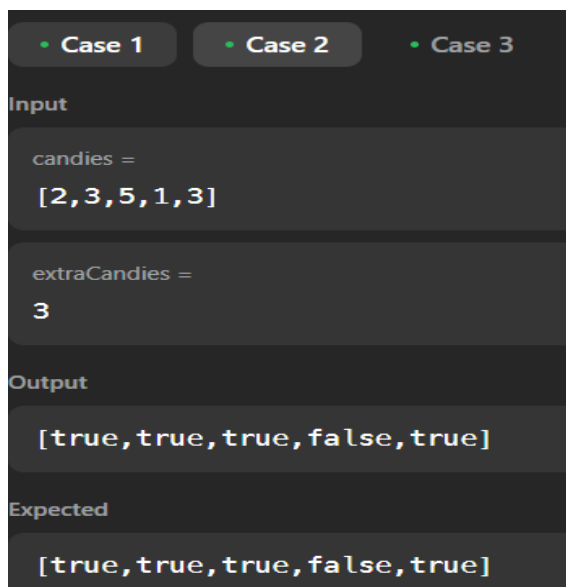 • Case 1 • Case 2 • Case 3
Input
candies =
[2,3,5,1,3]
extraCandies =
3
Output
[true,true,true,false,true]
Expected
[true,true,true,false,true]